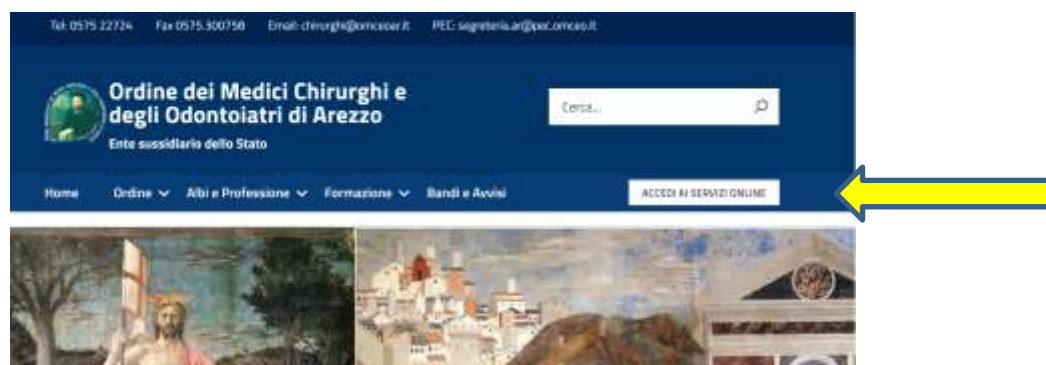 Tel: 0575 22724 Fax 0575.300758 Email: chirurghi@omceoar.it PEC: segreteria.ar@pec.omceo.it
Ordine dei Medici Chirurghi e
degli Odontoiatri di Arezzo
Cerca...
Ente sussidiario dello Stato
Home Ordine Albi e Professione Formazione Bandi e Avvisi ACCEDI AI SERVIZI ONLINE